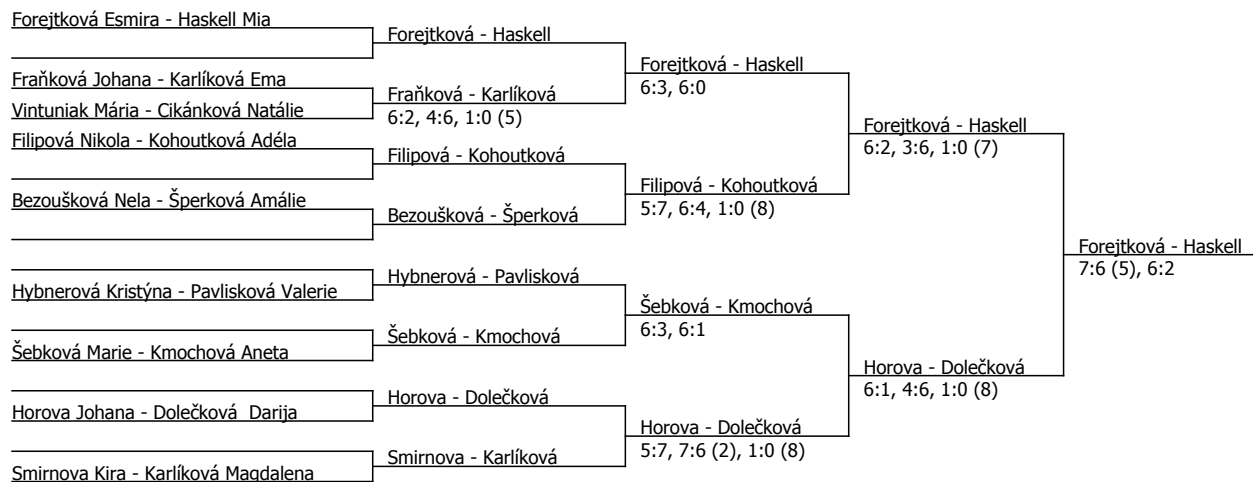 Forejtková Esmira - Haskell Mia
Fraňková Johana - Karlíková Ema
Vintuniak Mária - Cikánková Natálie
Filipová Nikola - Kohoutková Adéla
Bezoušková Nela - Šperková Amálie
Hybnerová Kristýna - Pavlisková Valerie
Šebková Marie - Kmochová Aneta
Horova Johana - Dolečková  Darija
Smirnova Kira - Karlíková Magdalena
Forejtková - Haskell
Fraňková - Karlíková
6:2, 4:6, 1:0 (5)
Filipová - Kohoutková
Bezoušková - Šperková
Hybnerová - Pavlisková
Šebková - Kmochová
Horova - Dolečková
Smirnova - Karlíková
Forejtková - Haskell
6:3, 6:0
Filipová - Kohoutková
5:7, 6:4, 1:0 (8)
Šebková - Kmochová
6:3, 6:1
Horova - Dolečková
5:7, 7:6 (2), 1:0 (8)
Forejtková - Haskell
6:2, 3:6, 1:0 (7)
Horova - Dolečková
6:1, 4:6, 1:0 (8)
Forejtková - Haskell
7:6 (5), 6:2